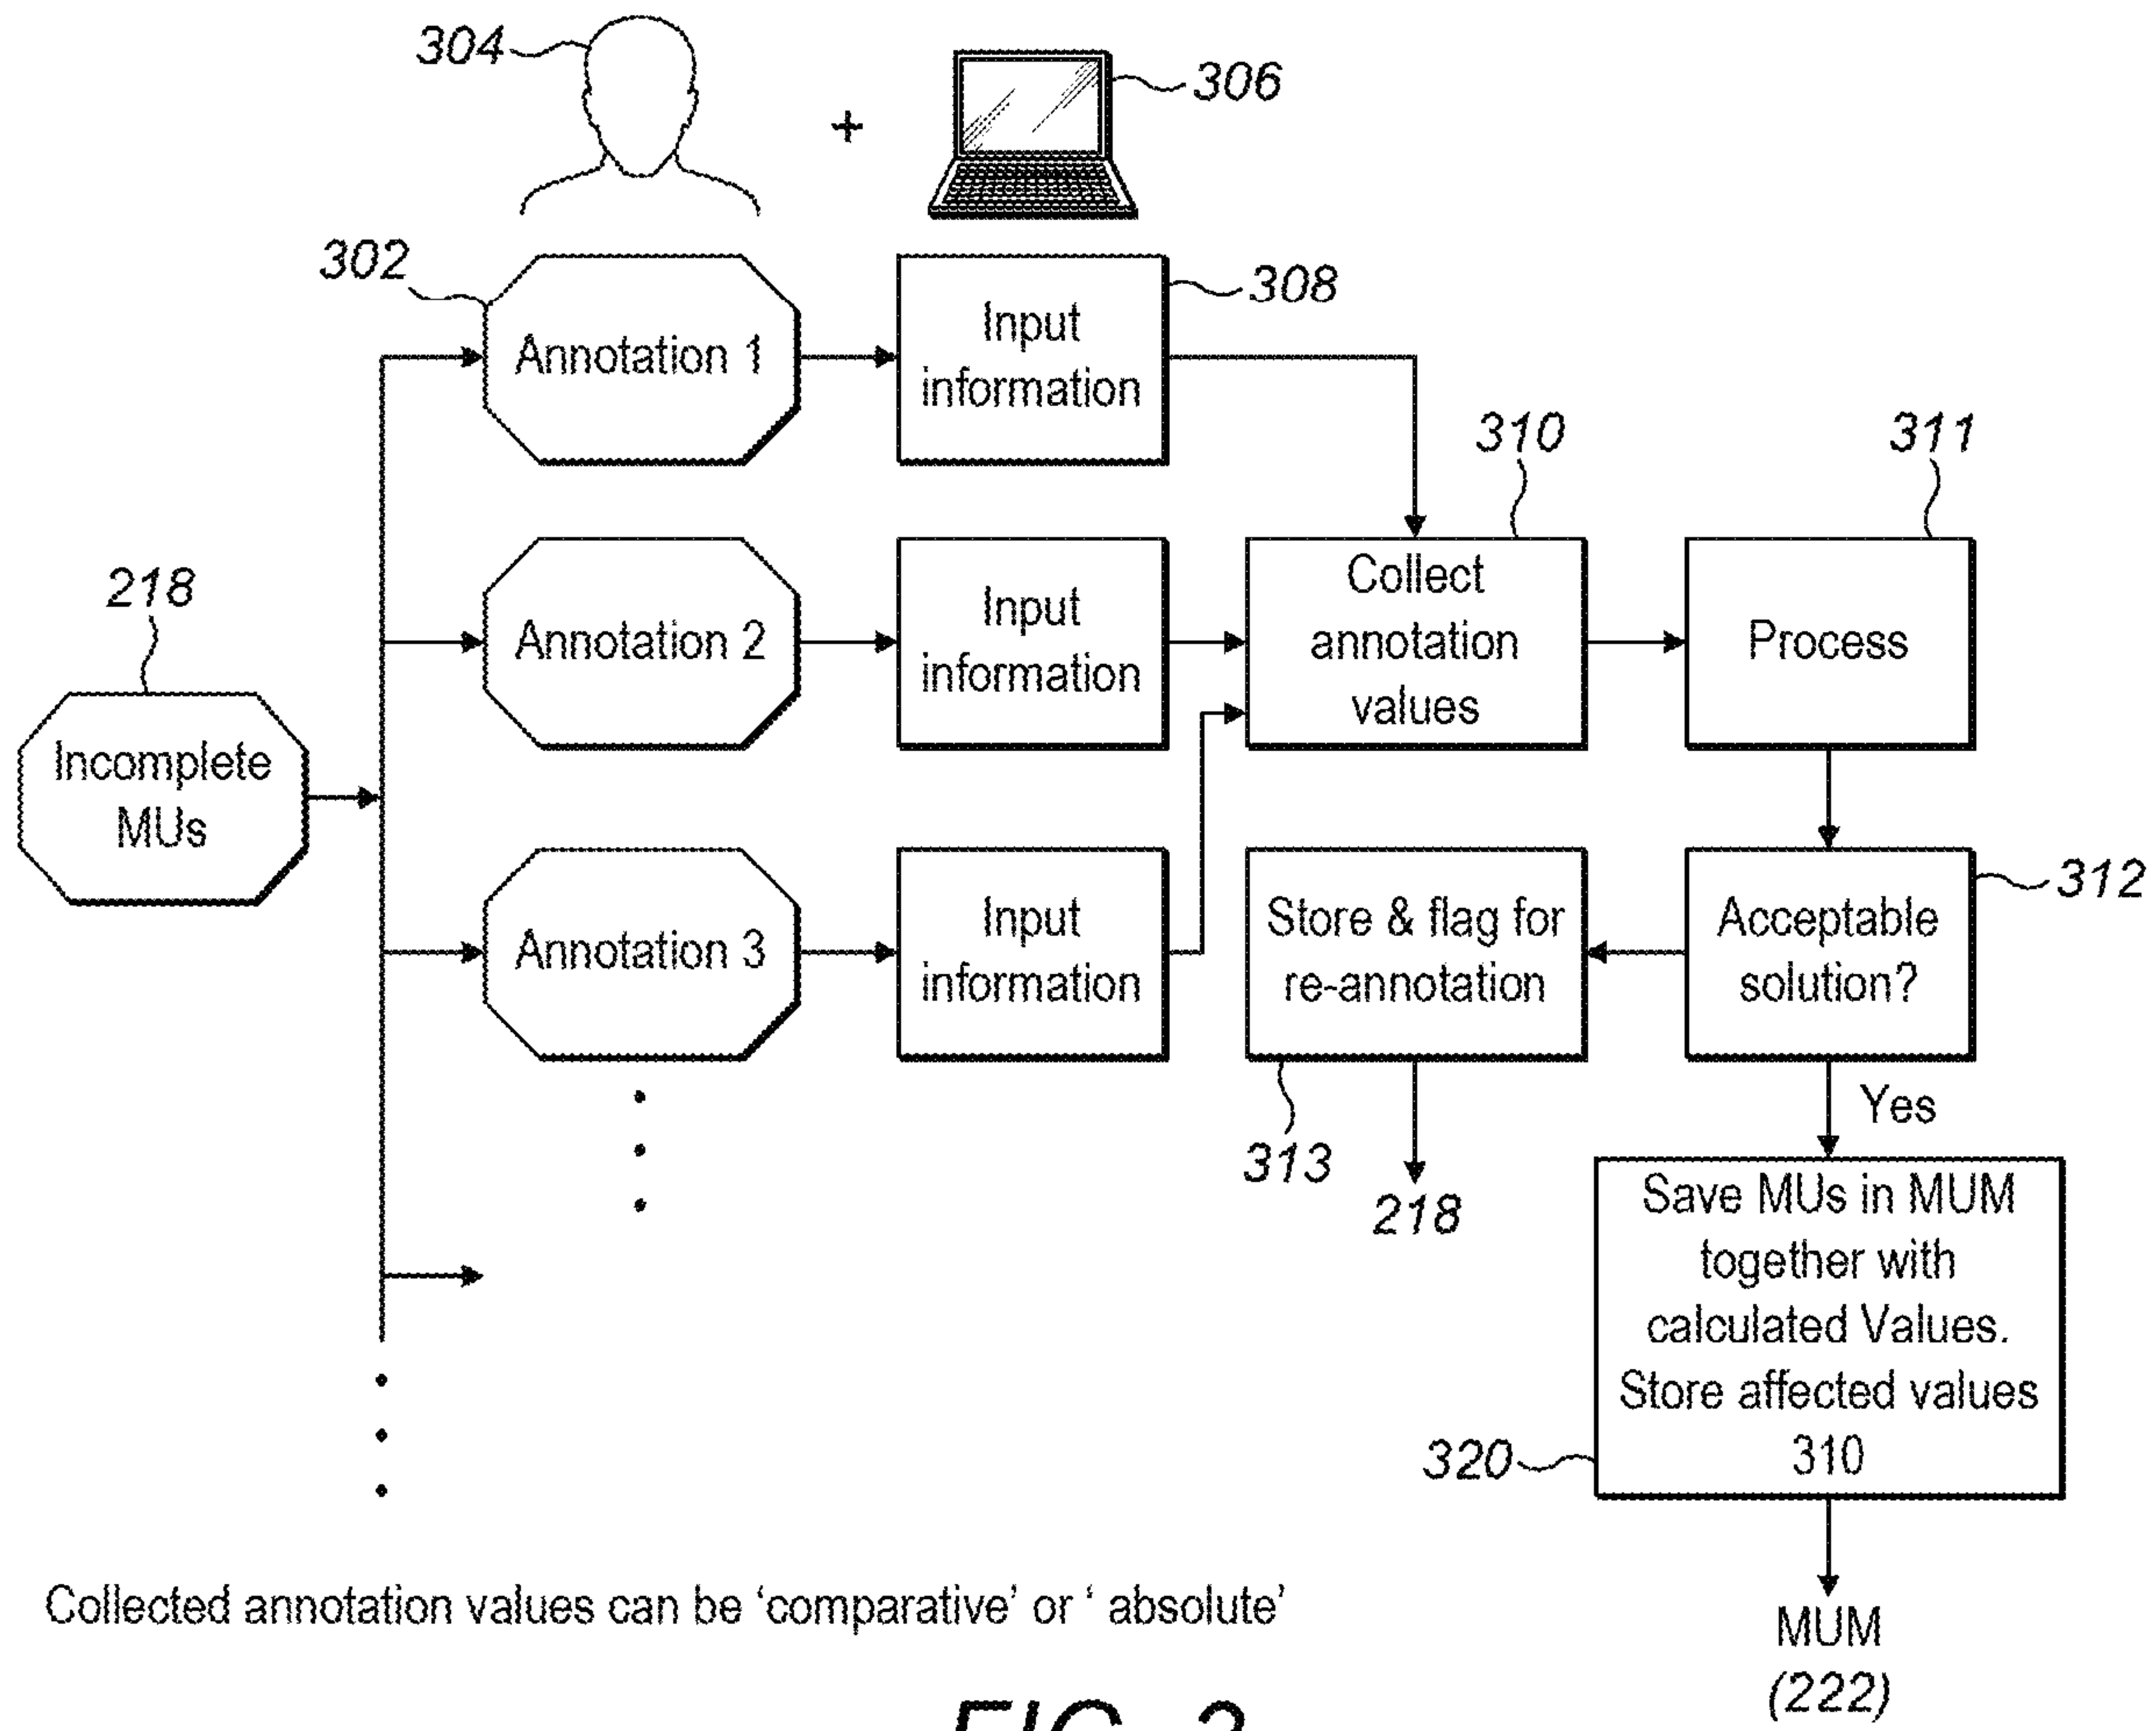 304
306
+
302
308
Annotation 1
Input
information
310
311
218
Annotation 2
Input
information
Collect
annotation
values
Process
Incomplete
MUs
312
Annotation 3
Input
information
Store & flag for
re-annotation
Acceptable
solution?
Yes
313
218
Save MUs in MUM
together with
calculated Values.
Store affected values
310
320
Collected annotation values can be 'comparative' or ' absolute'
MUM
(222)